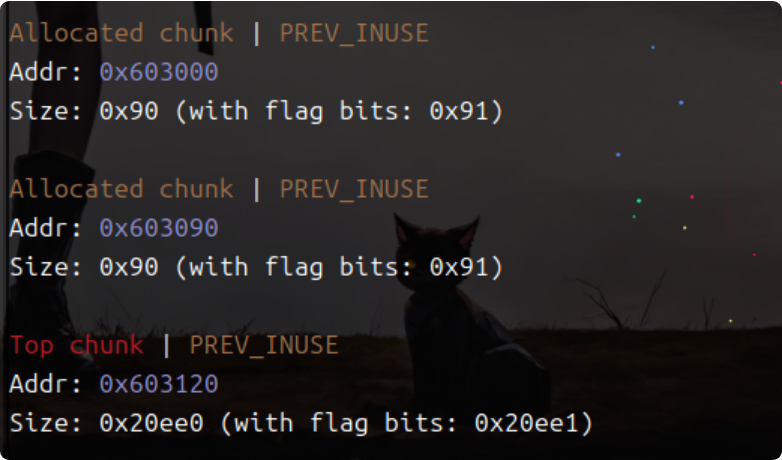 Allocated chunk | PREV_INUSE
Addr: 0x603000
Size: 0x90 (with flag bits: 0x91)
Allocated chunk | PREV_INUSE
Addr: 0x603090
Size: 0x90 (with flag bits: 0x91)
Top chunk | PREV_INUSE
Addr: 0x603120
Size: 0x20ee0 (with flag bits: 0x20ee1)